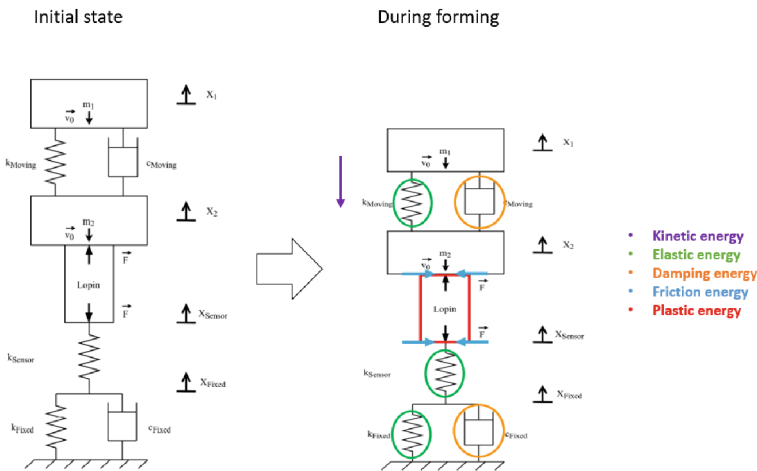 Initial state
During forming
m1
v0
X1
kMoving
cMoving
m2
v0
X2
F
Lopin
F
XSensor
kSensor
XFixed
kFixed
cFixed
m1
v0
X1
kMoving
cMoving
m2
v0
X2
F
Lopin
F
XSensor
kSensor
XFixed
kFixed
cFixed
• Kinetic energy
• Elastic energy
• Damping energy
• Friction energy
• Plastic energy